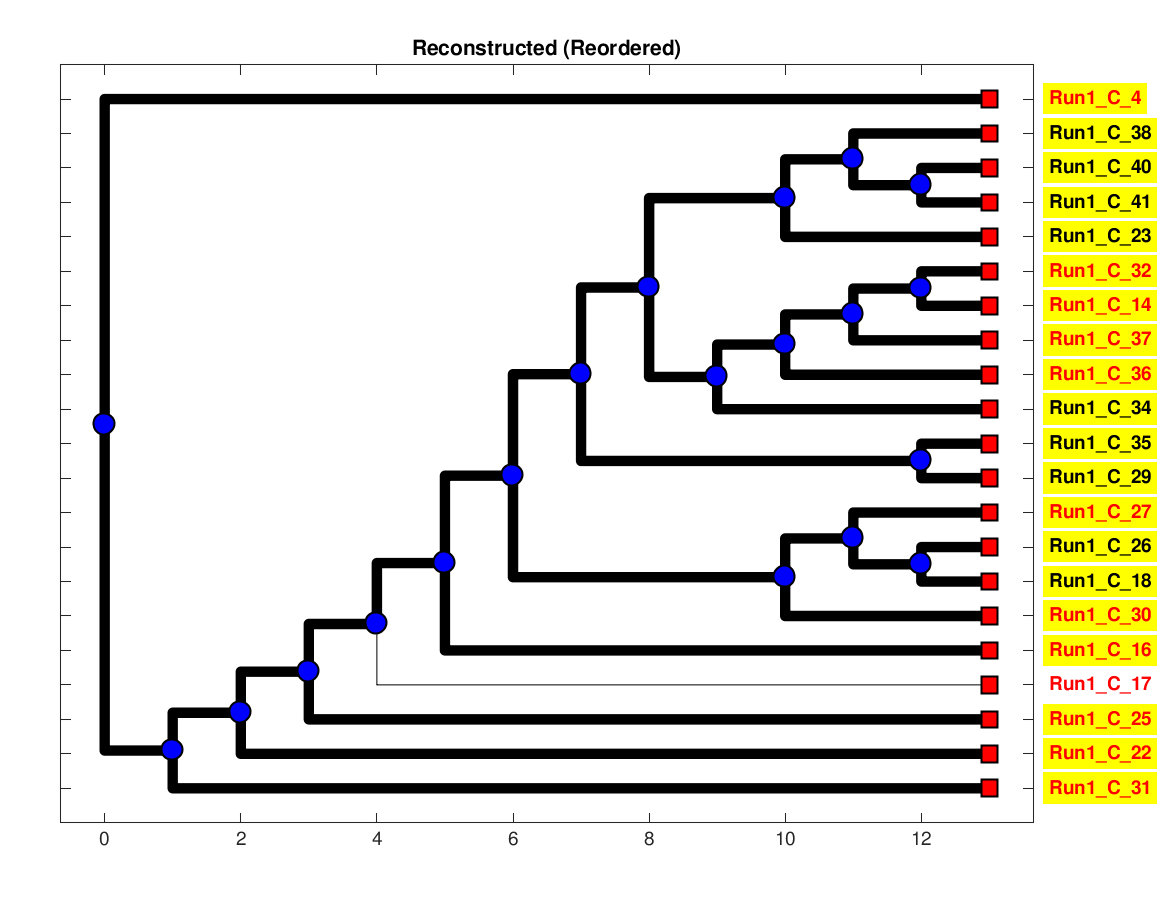 Reconstructed (Reordered)
Run1_C_4
Run1_C_38
Run1_C_40
Run1_C_41
Run1_C_23
Run1_C_32
Run1_C_14
Run1_C_37
Run1_C_36
Run1_C_34
Run1_C_35
Run1_C_29
Run1_C_27
Run1_C_26
Run1_C_18
Run1_C_30
Run1_C_16
Run1_C_17
Run1_C_25
Run1_C_22
Run1_C_31
0 2 4 6 8 10 12